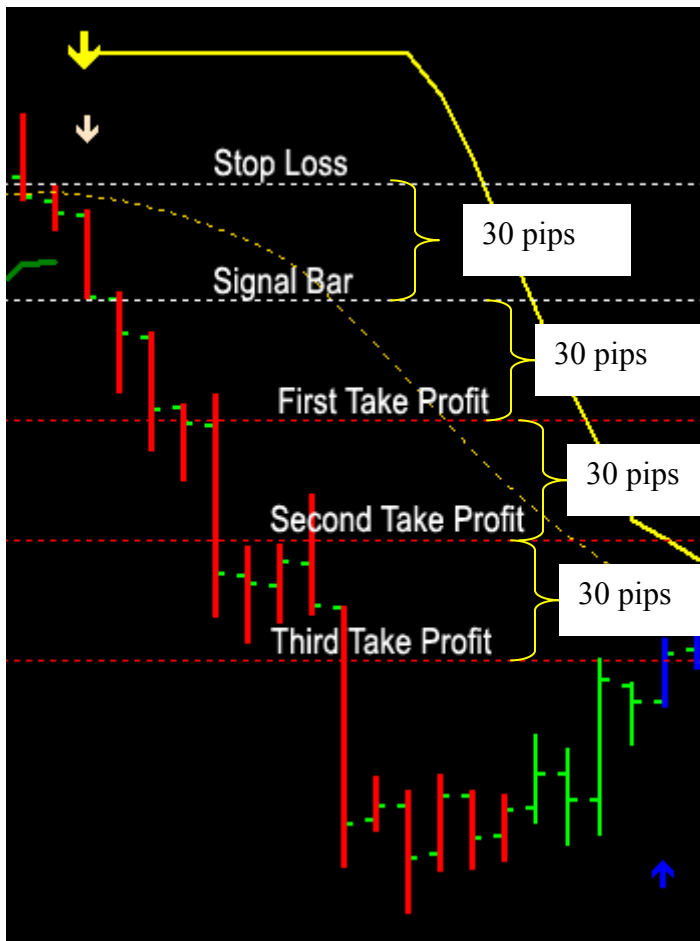 Stop Loss
30 pips
Signal Bar
30 pips
First Take Profit
30 pips
Second Take Profit
30 pips
Third Take Profit